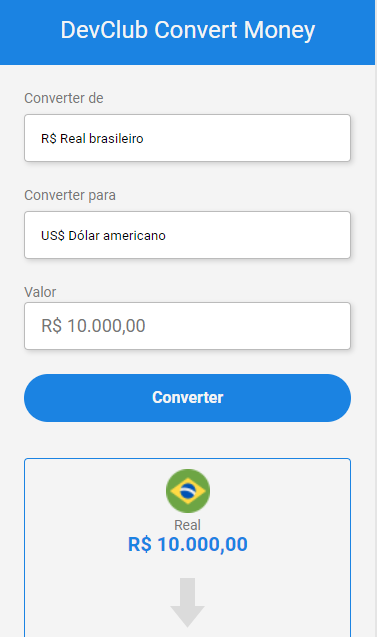 DevClub Convert Money
Converter de
R$ Real brasileiro
Converter para
US$ Dólar americano
Valor
R$ 10.000,00
Converter
Real
R$ 10.000,00